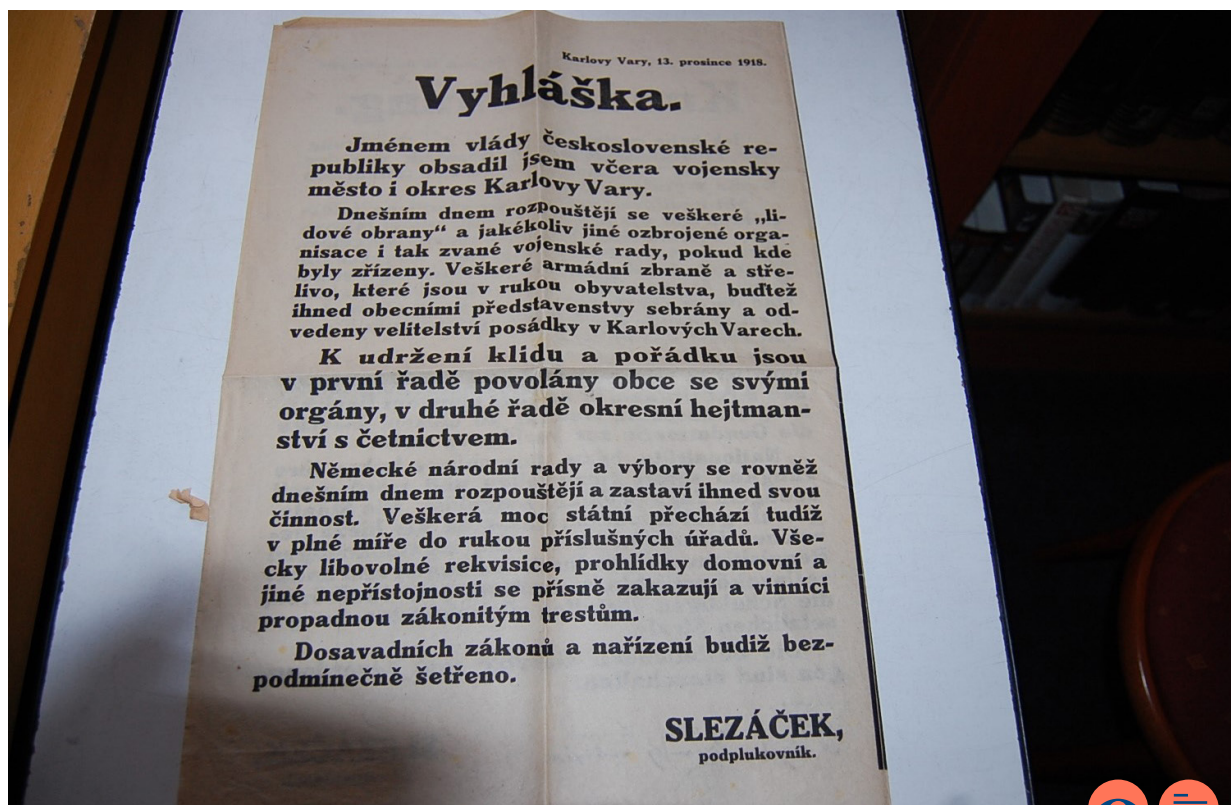 Karlovy Vary, 13. prosince 1918.
Vyhláška.
Jménem vlády československé re-
publiky obsadil jsem včera vojensky
město i okres Karlovy Vary.
Dnešním dnem rozpouštějí se veškeré „li-
dové obrany“ a jakékoliv jiné ozbrojené orga-
nisace i tak zvané vojenské rady, pokud kde
byly zřízeny. Veškeré armádní zbraně a stře-
livo, které jsou v rukou obyvatelstva, buďtež
ihned obecními představenstvy sebrány a od-
vedeny velitelství posádky v Karlových Varech.
K udržení klidu a pořádku jsou
v první řadě povolány obce se svými
orgány, v druhé řadě okresní hejtman-
ství s četnictvem.
Německé národní rady a výbory se rovněž
dnešním dnem rozpouštějí a zastaví ihned svou
činnost. Veškerá moc státní přechází tudíž
v plné míře do rukou příslušných úřadů. Vše-
cky libovolné rekvisice, prohlídky domovní a
jiné nepřístojnosti se přísně zakazují a vinníci
propadnou zákonitým trestům.
Dosavadních zákonů a nařízení budiž bez-
podmínečně šetřeno.
SLEZÁČEK,
podplukovník.